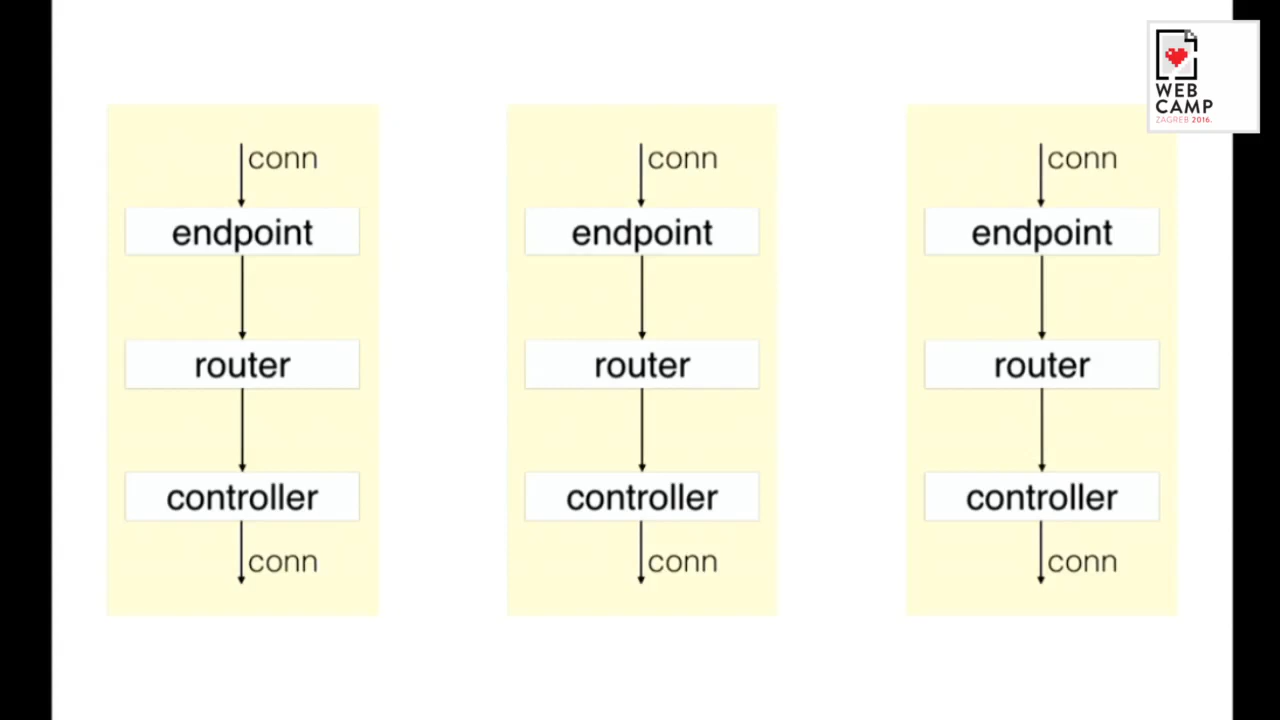 conn
endpoint
router
controller
conn
conn
endpoint
router
controller
conn
conn
endpoint
router
controller
conn
WEB
CAMP
ZAGREB 2016.